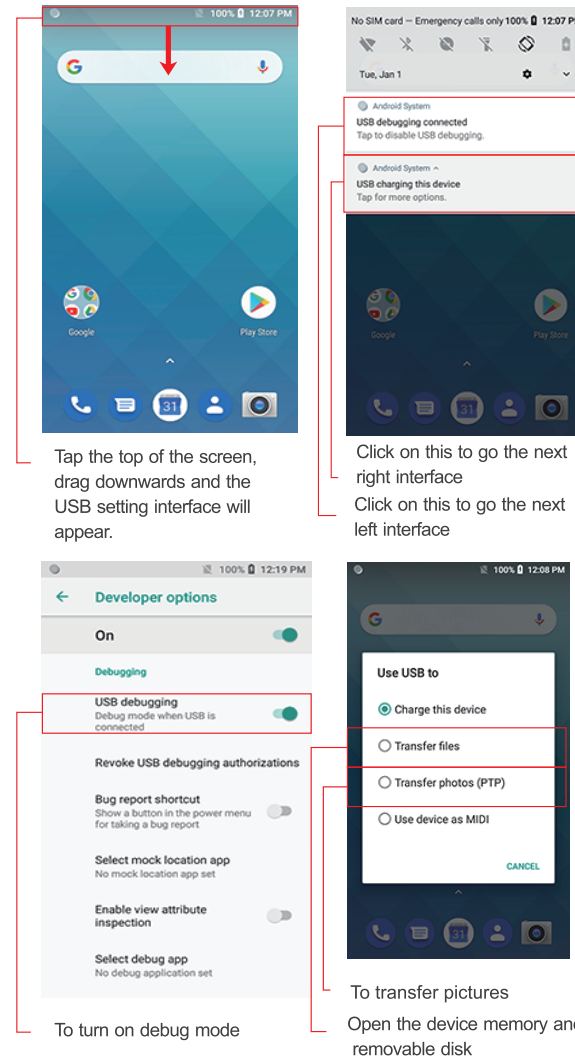 100% 12:07 PM
Google
Play Store
31
Tap the top of the screen,
drag downwards and the
USB setting interface will
appear.
No SIM card — Emergency calls only 100% 12:07 P
Tue, Jan 1
Android System
USB debugging connected
Tap to disable USB debugging.
Android System
USB charging this device
Tap for more options.
Google
Play Store
31
Click on this to go the next
right interface
Click on this to go the next
left interface
100% 12:19 PM
Developer options
On
Debugging
USB debugging
Debug mode when USB is
connected
Revoke USB debugging authorizations
Bug report shortcut
Show a button in the power menu
for taking a bug report
Select mock location app
No mock location app set
Enable view attribute
inspection
Select debug app
No debug application set
To turn on debug mode
100% 12:08 PM
Use USB to
Charge this device
Transfer files
Transfer photos (PTP)
Use device as MIDI
CANCEL
31
To transfer pictures
Open the device memory and
removable disk